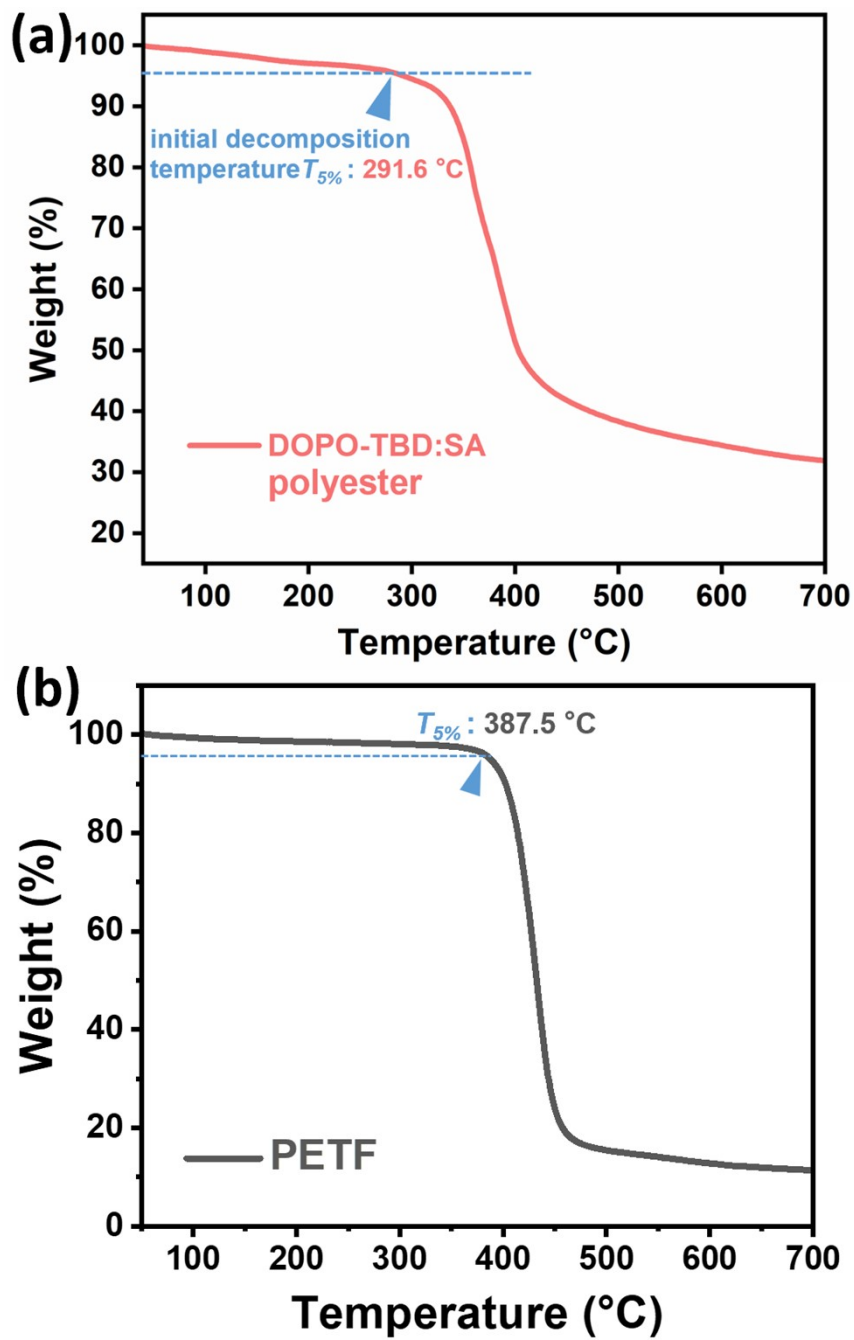 (a)
100
90
80
70
60
50
40
30
20
Weight (%)
initial decomposition
temperature T5% : 291.6 °C
DOPO-TBD:SA
polyester
100 200 300 400 500 600 700
Temperature (°C)
(b)
100
80
60
40
20
0
Weight (%)
T5% : 387.5 °C
PETF
100 200 300 400 500 600 700
Temperature (°C)